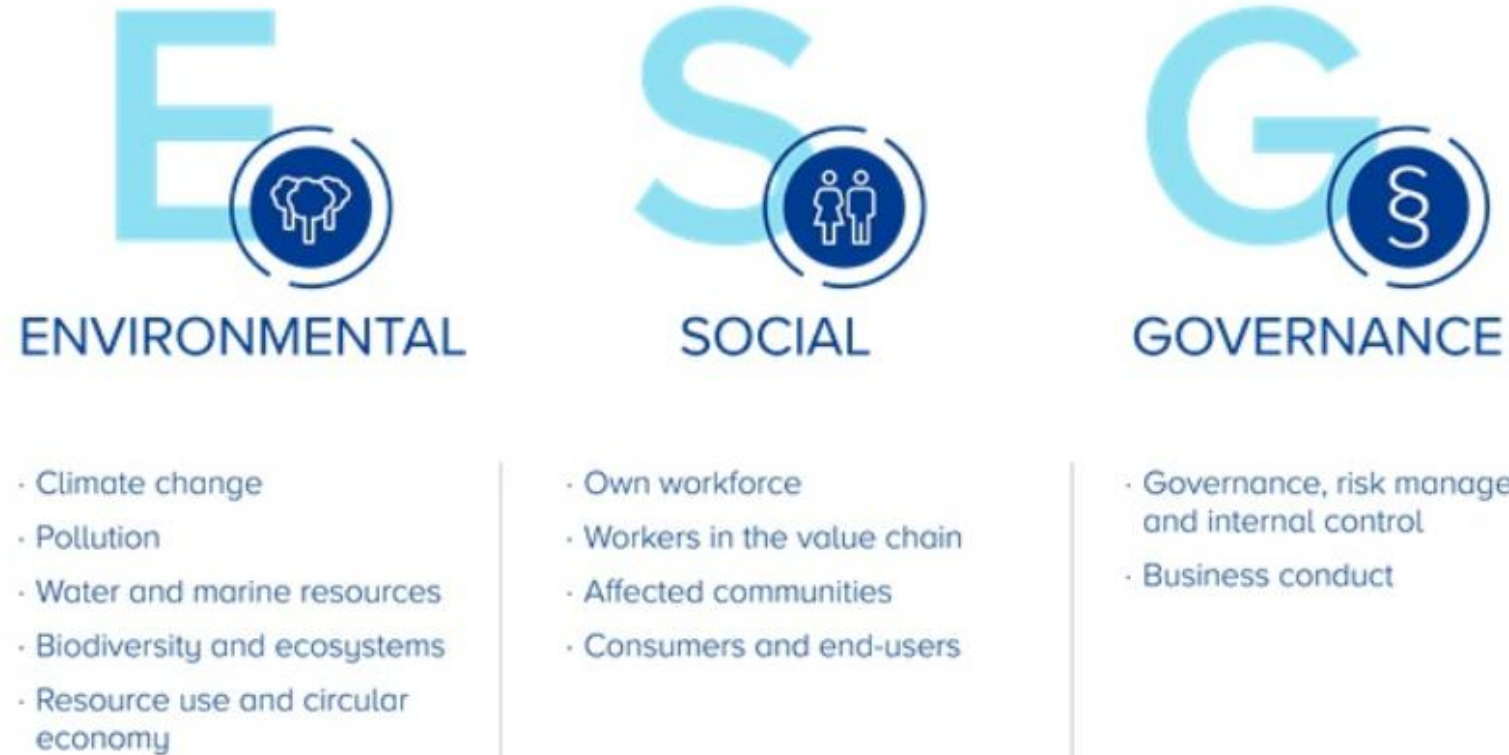 E
S
G
§
ENVIRONMENTAL
SOCIAL
GOVERNANCE
· Climate change
· Pollution
· Water and marine resources
· Biodiversity and ecosystems
· Resource use and circular
economy
· Own workforce
· Workers in the value chain
· Affected communities
· Consumers and end-users
· Governance, risk manage
and internal control
· Business conduct